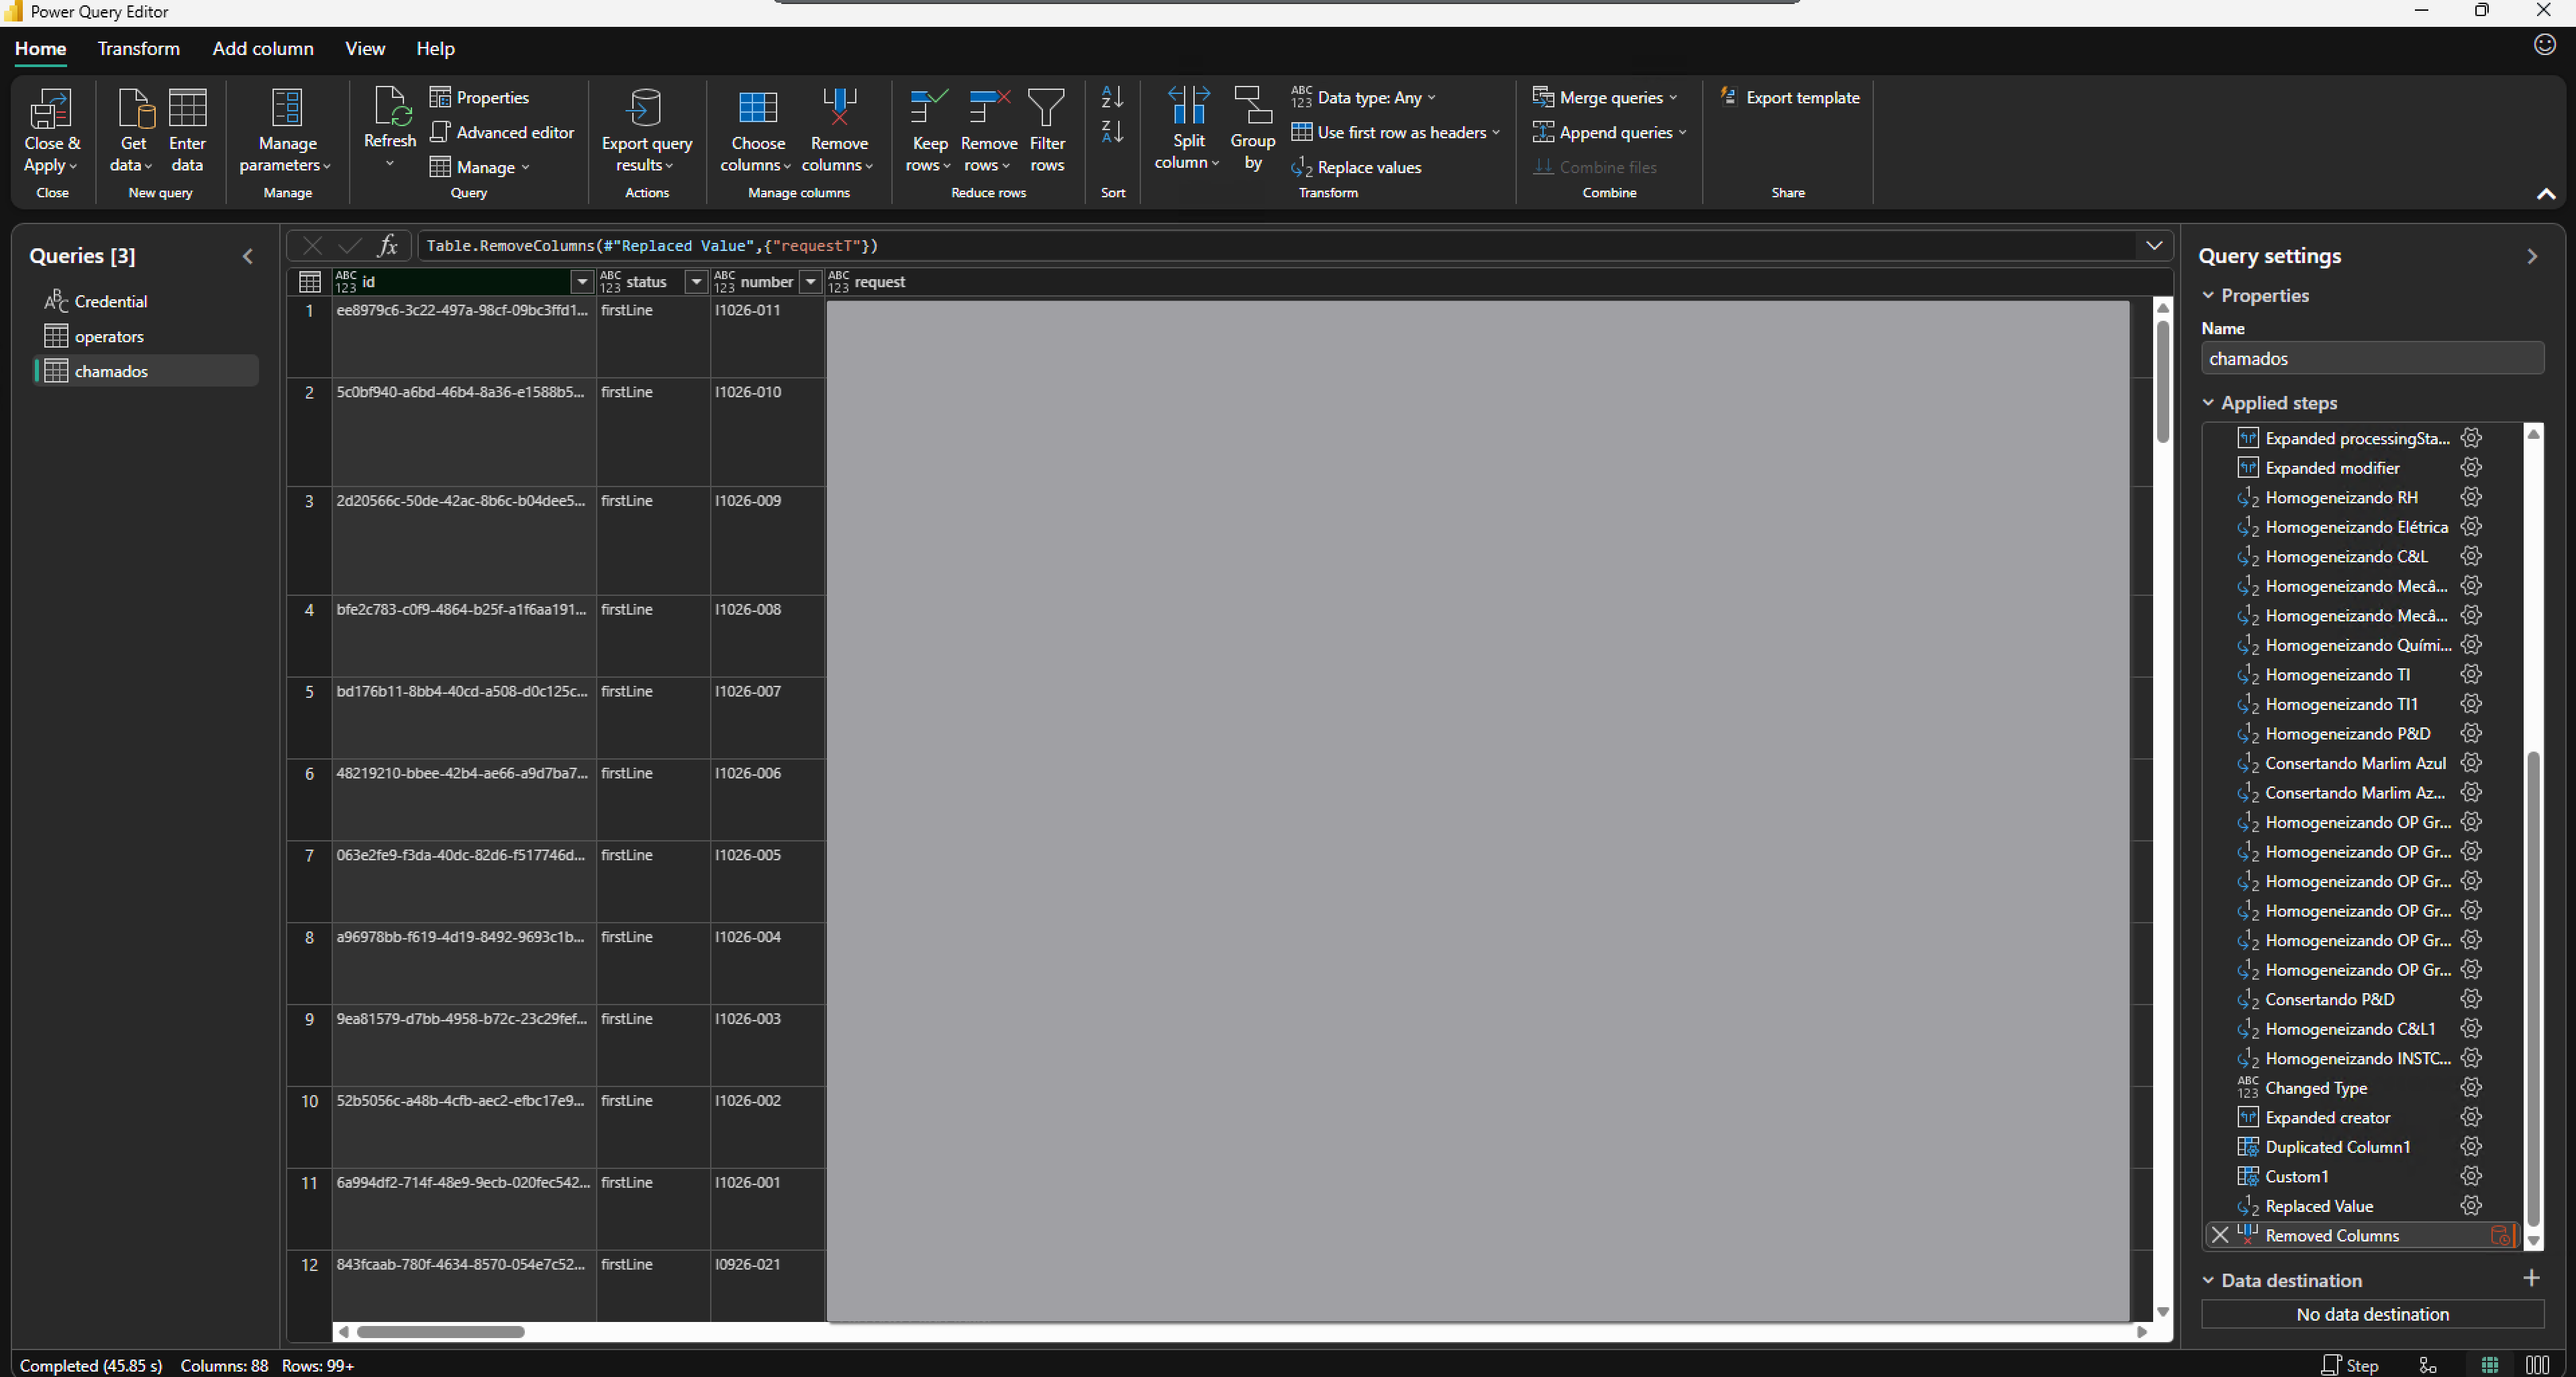 Power Query Editor
Home Transform Add column View Help
Close & Apply
Close
Get data
Enter data
New query
Manage parameters
Manage
Refresh
Properties
Advanced editor
Manage
Query
Export query results
Actions
Choose columns
Remove columns
Manage columns
Keep rows
Remove rows
Filter rows
Reduce rows
Sort
Split column
Group by
Data type: Any
Use first row as headers
Replace values
Transform
Merge queries
Append queries
Combine files
Combine
Export template
Share
Queries [3]
Credential
operators
chamados
fx Table.RemoveColumns(#"Replaced Value",{"requestT"})
ABC 123 id ABC 123 status ABC 123 number ABC 123 request
1 ee8979c6-3c22-497a-98cf-09bc3ffd1... firstLine I1026-011
2 5c0bf940-a6bd-46b4-8a36-e1588b5... firstLine I1026-010
3 2d20566c-50de-42ac-8b6c-b04dee5... firstLine I1026-009
4 bfe2c783-c0f9-4864-b25f-a1f6aa191... firstLine I1026-008
5 bd176b11-8bb4-40cd-a508-d0c125c... firstLine I1026-007
6 48219210-bbee-42b4-ae66-a9d7ba7... firstLine I1026-006
7 063e2fe9-f3da-40dc-82d6-f517746d... firstLine I1026-005
8 a96978bb-f619-4d19-8492-9693c1b... firstLine I1026-004
9 9ea81579-d7bb-4958-b72c-23c29fef... firstLine I1026-003
10 52b5056c-a48b-4cfb-aec2-efbc17e9... firstLine I1026-002
11 6a994df2-714f-48e9-9ecb-020fec542... firstLine I1026-001
12 843fcaab-780f-4634-8570-054e7c52... firstLine I0926-021
Query settings
Properties
Name
chamados
Applied steps
Expanded processingSta...
Expanded modifier
Homogeneizando RH
Homogeneizando Elétrica
Homogeneizando C&L
Homogeneizando Mecâ...
Homogeneizando Mecâ...
Homogeneizando Quími...
Homogeneizando TI
Homogeneizando TI1
Homogeneizando P&D
Consertando Marlim Azul
Consertando Marlim Az...
Homogeneizando OP Gr...
Homogeneizando OP Gr...
Homogeneizando OP Gr...
Homogeneizando OP Gr...
Homogeneizando OP Gr...
Homogeneizando OP Gr...
Consertando P&D
Homogeneizando C&L1
Homogeneizando INSTC...
Changed Type
Expanded creator
Duplicated Column1
Custom1
Replaced Value
Removed Columns
Data destination
No data destination
Completed (45.85 s) Columns: 88 Rows: 99+
Step